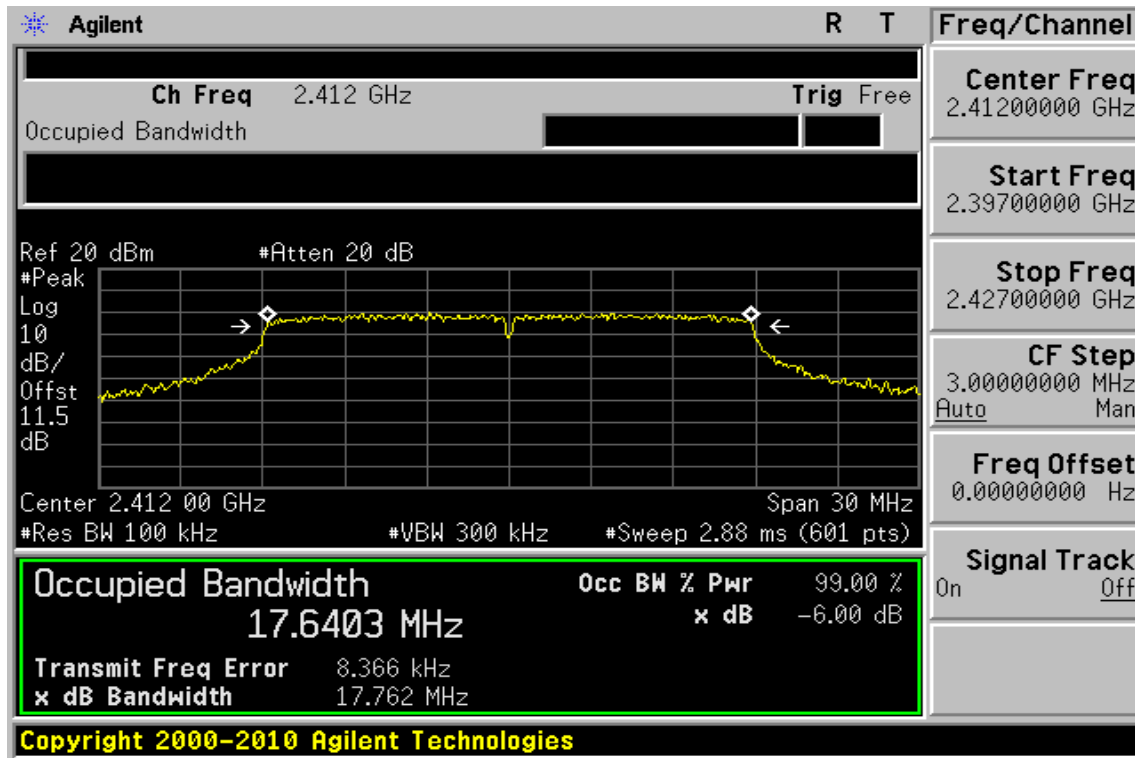 Agilent R T
Ch Freq 2.412 GHz Trig Free
Occupied Bandwidth
Ref 20 dBm #Atten 20 dB
#Peak
Log
10
dB/
Offst
11.5
dB
Center 2.412 00 GHz Span 30 MHz
#Res BW 100 kHz #VBW 300 kHz #Sweep 2.88 ms (601 pts)
Occupied Bandwidth
17.6403 MHz
Occ BW % Pwr 99.00 %
x dB -6.00 dB
Transmit Freq Error 8.366 kHz
x dB Bandwidth 17.762 MHz
Copyright 2000-2010 Agilent Technologies
Freq/Channel
Center Freq
2.41200000 GHz
Start Freq
2.39700000 GHz
Stop Freq
2.42700000 GHz
CF Step
3.00000000 MHz
Auto Man
Freq Offset
0.00000000 Hz
Signal Track
On Off